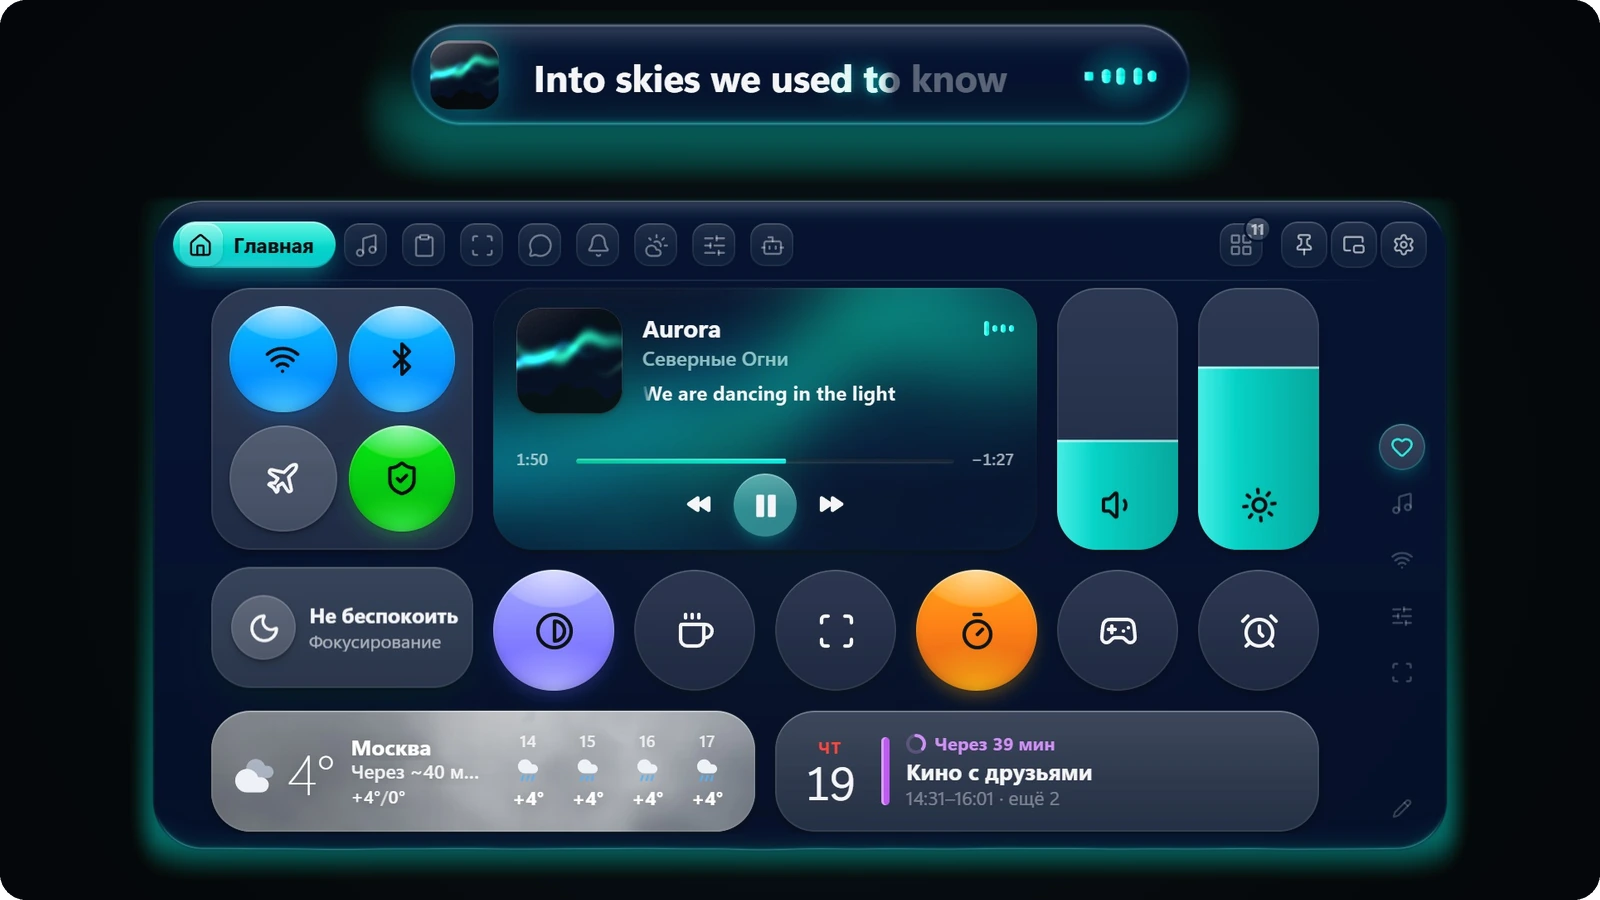 Into skies we used to know
Главная
11
Aurora
Северные Огни
We are dancing in the light
1:50
−1:27
Не беспокоить
Фокусирование
4°
Москва
Через ~40 м...
+4°/0°
14 15 16 17
+4° +4° +4° +4°
ЧТ
19
Через 39 мин
Кино с друзьями
14:31–16:01 · ещё 2